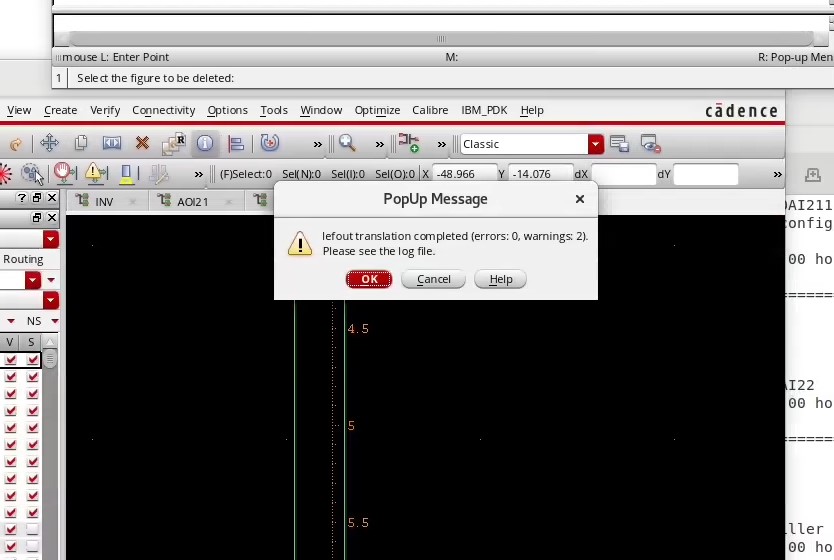 mouse L: Enter Point M: R: Pop-up Men
1 Select the figure to be deleted:
View Create Verify Connectivity Options Tools Window Optimize Calibre IBM_PDK Help cādence
R i » » » Classic
» (F)Select:0 Sel(N):0 Sel(I):0 Sel(O):0 X -48.966 Y -14.076 dX dY »
INV AOI21
PopUp Message
lefout translation completed (errors: 0, warnings: 2).
Please see the log file.
OK Cancel Help
Routing
NS
V S
4.5
5
5.5
OAI211
config
00 ho
=====
AI22
00 ho
=====
ller
00 ho